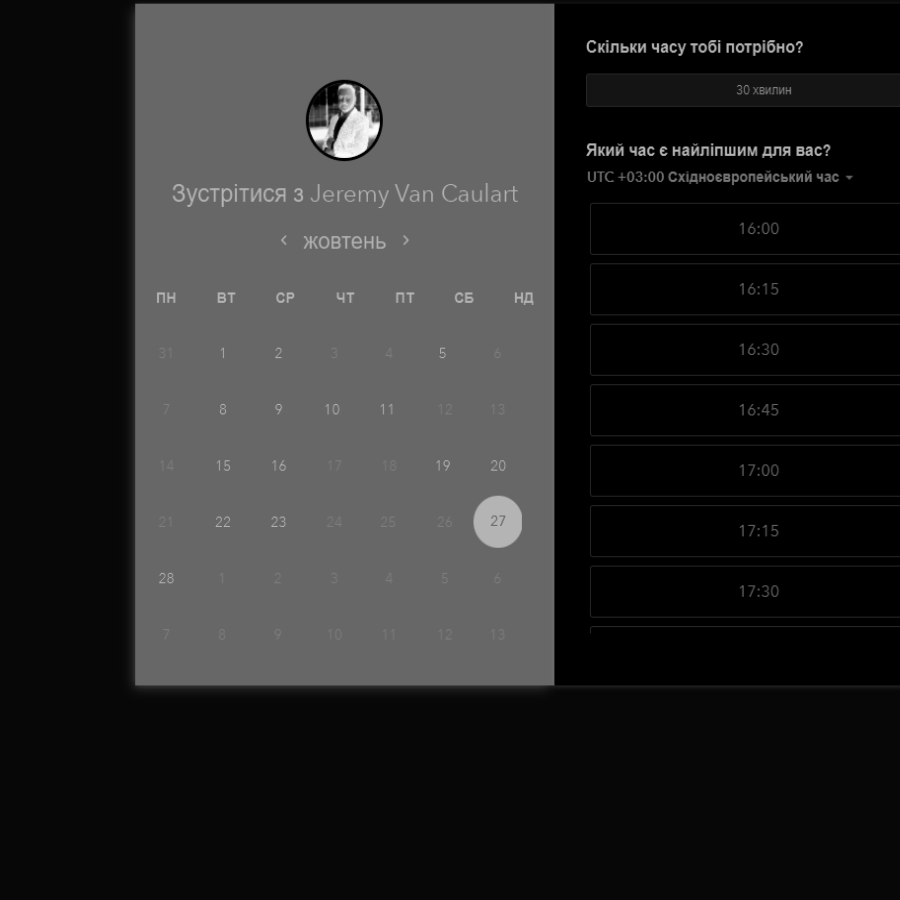 Зустрітися з Jeremy Van Caulart
жовтень
ПН ВТ СР ЧТ ПТ СБ НД
31 1 2 3 4 5 6
7 8 9 10 11 12 13
14 15 16 17 18 19 20
21 22 23 24 25 26 27
28 1 2 3 4 5 6
7 8 9 10 11 12 13
Скільки часу тобі потрібно?
30 хвилин
Який час є найліпшим для вас?
UTC +03:00 Східноєвропейський час
16:00
16:15
16:30
16:45
17:00
17:15
17:30